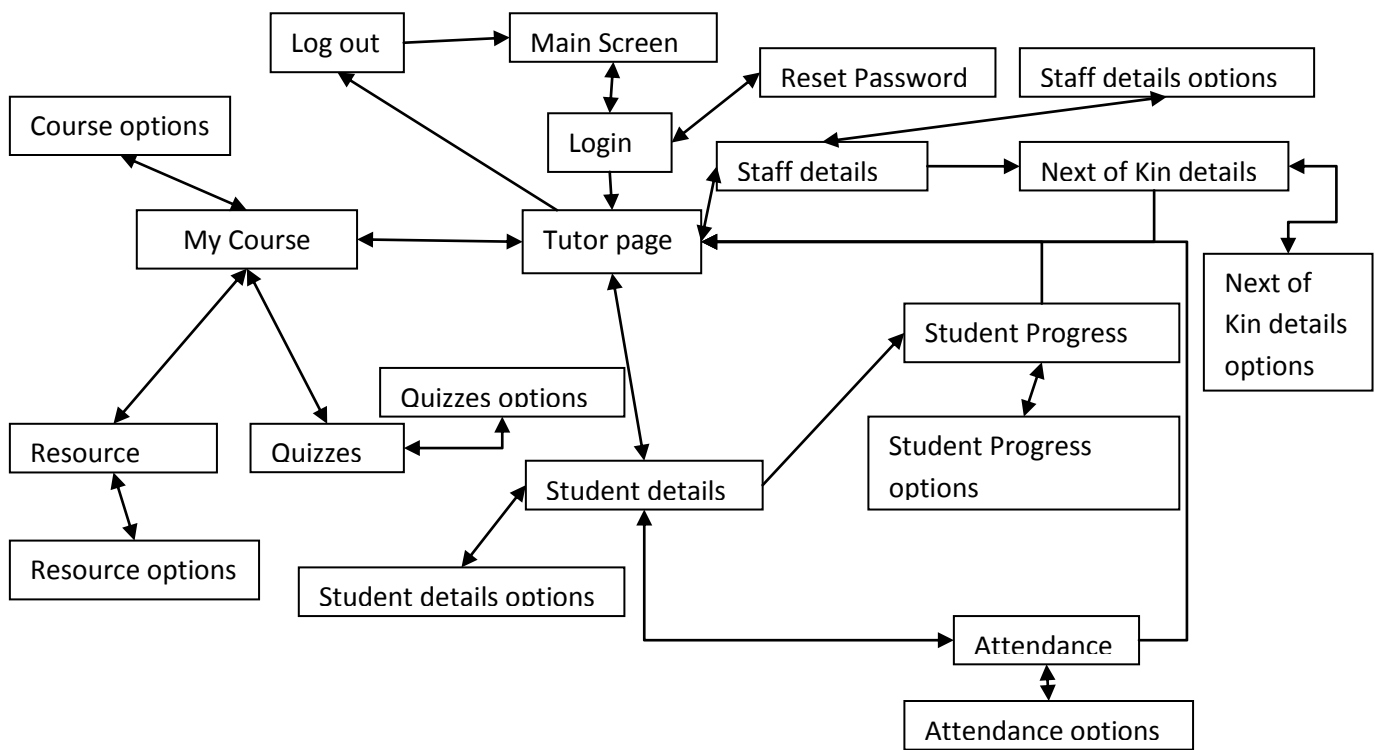 Log out
Main Screen
Reset Password
Staff details options
Course options
Login
Staff details
Next of Kin details
My Course
Tutor page
Next of
Kin details
options
Student Progress
Quizzes options
Resource
Quizzes
Student Progress
options
Student details
Resource options
Student details options
Attendance
Attendance options